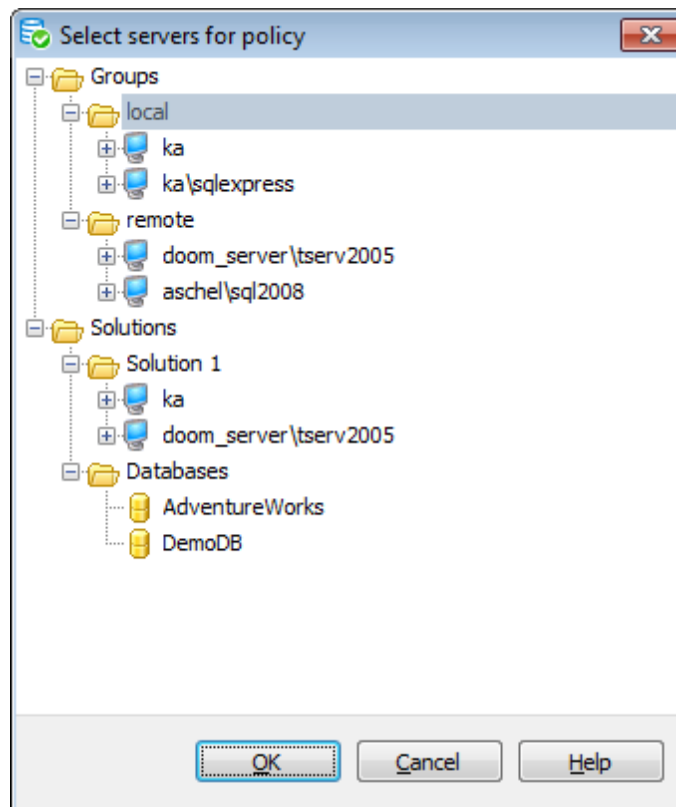 Select servers for policy
Groups
local
ka
ka\sqlexpress
remote
doom_server\tserv2005
aschel\sql2008
Solutions
Solution 1
ka
doom_server\tserv2005
Databases
AdventureWorks
DemoDB
OK Cancel Help